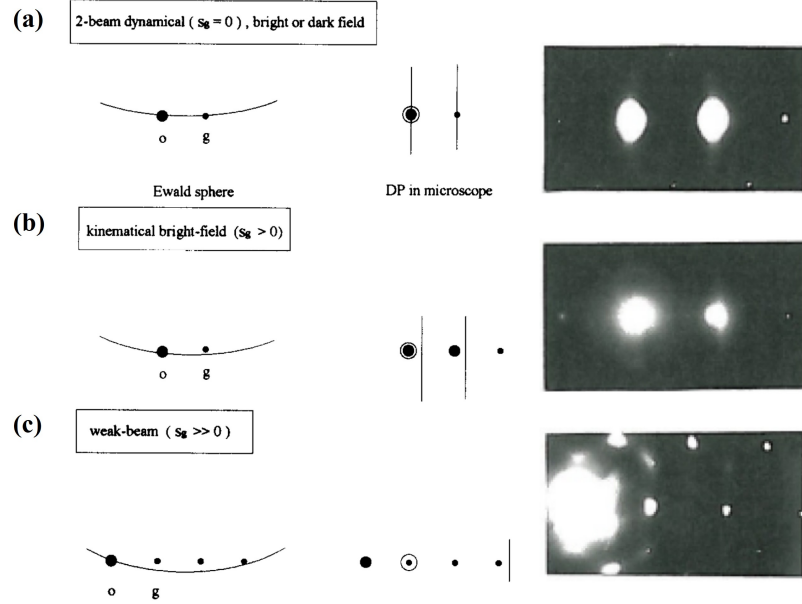 (a)
2-beam dynamical ( sg = 0 ) , bright or dark field
o g
Ewald sphere
DP in microscope
(b)
kinematical bright-field (sg > 0)
o g
(c)
weak-beam ( sg >> 0 )
o g